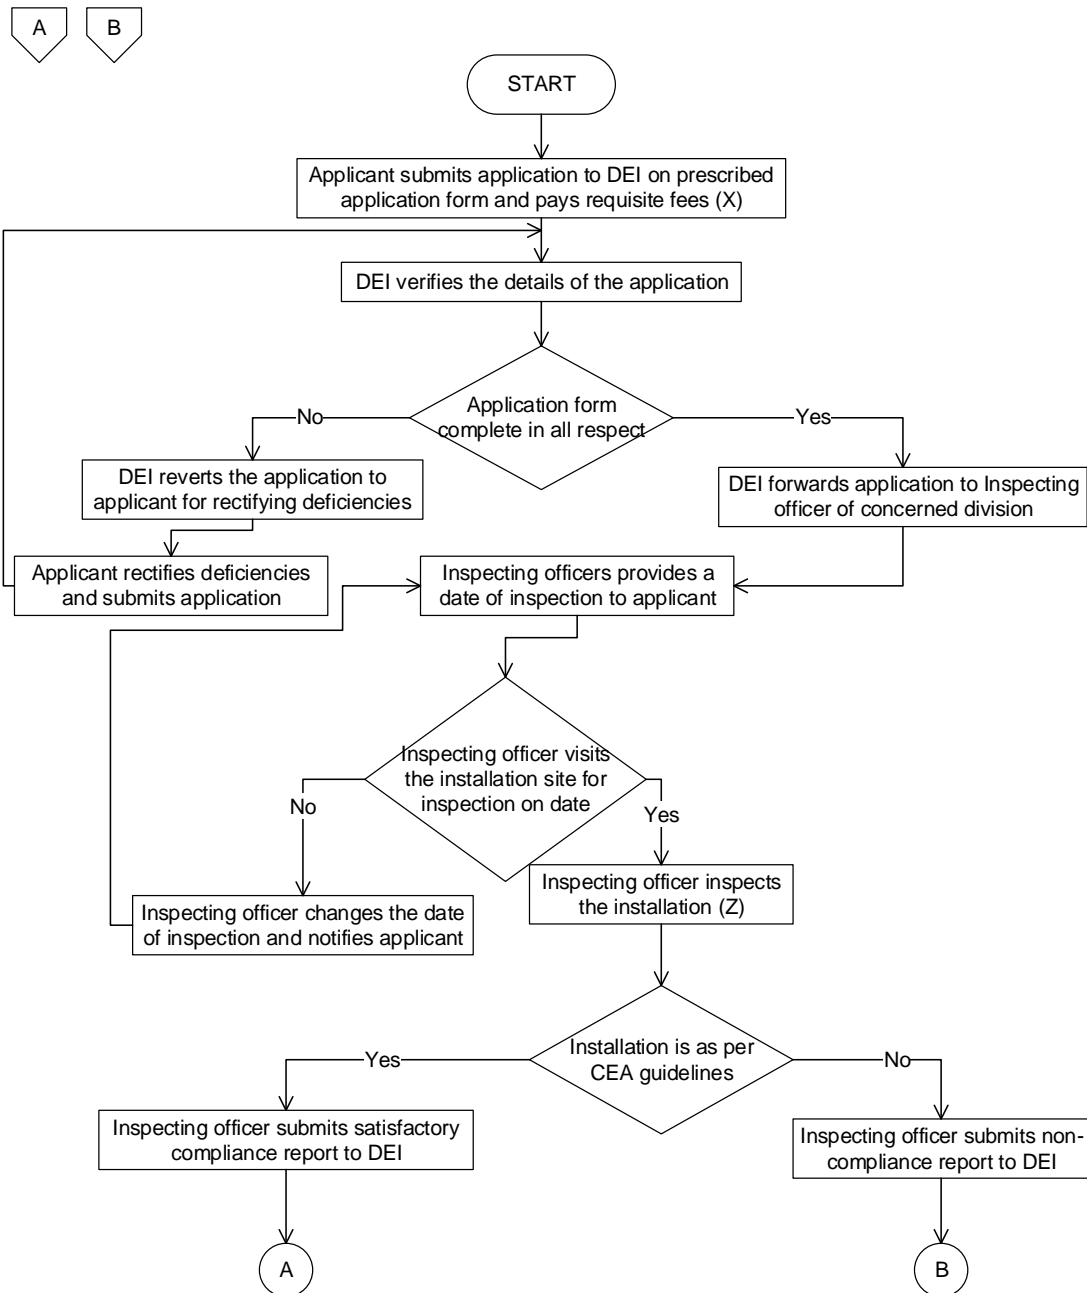 A
B
START
Applicant submits application to DEI on prescribed
application form and pays requisite fees (X)
DEI verifies the details of the application
Application form
complete in all respect
No
Yes
DEI reverts the application to
applicant for rectifying deficiencies
DEI forwards application to Inspecting
officer of concerned division
Applicant rectifies deficiencies
and submits application
Inspecting officers provides a
date of inspection to applicant
Inspecting officer visits
the installation site for
inspection on date
No
Yes
Inspecting officer changes the date
of inspection and notifies applicant
Inspecting officer inspects
the installation (Z)
Installation is as per
CEA guidelines
Yes
No
Inspecting officer submits satisfactory
compliance report to DEI
Inspecting officer submits non-
compliance report to DEI
A
B